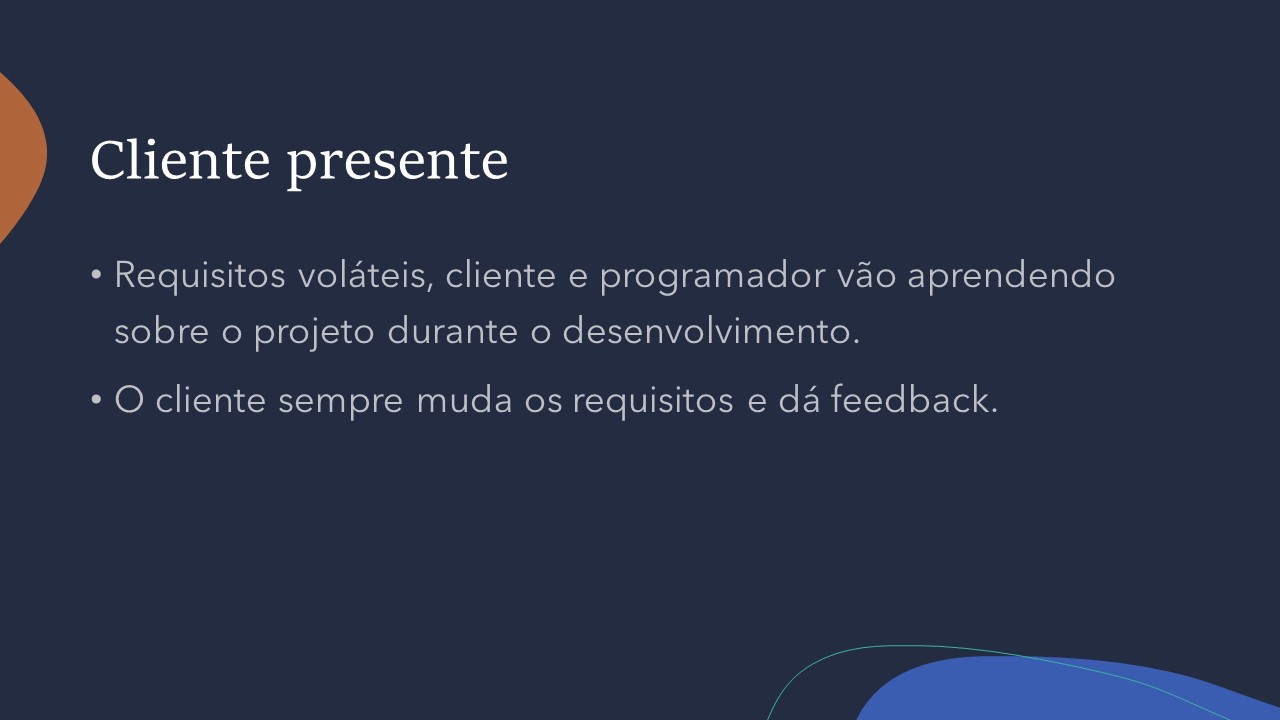 Cliente presente
• Requisitos voláteis, cliente e programador vão aprendendo
sobre o projeto durante o desenvolvimento.
• O cliente sempre muda os requisitos e dá feedback.